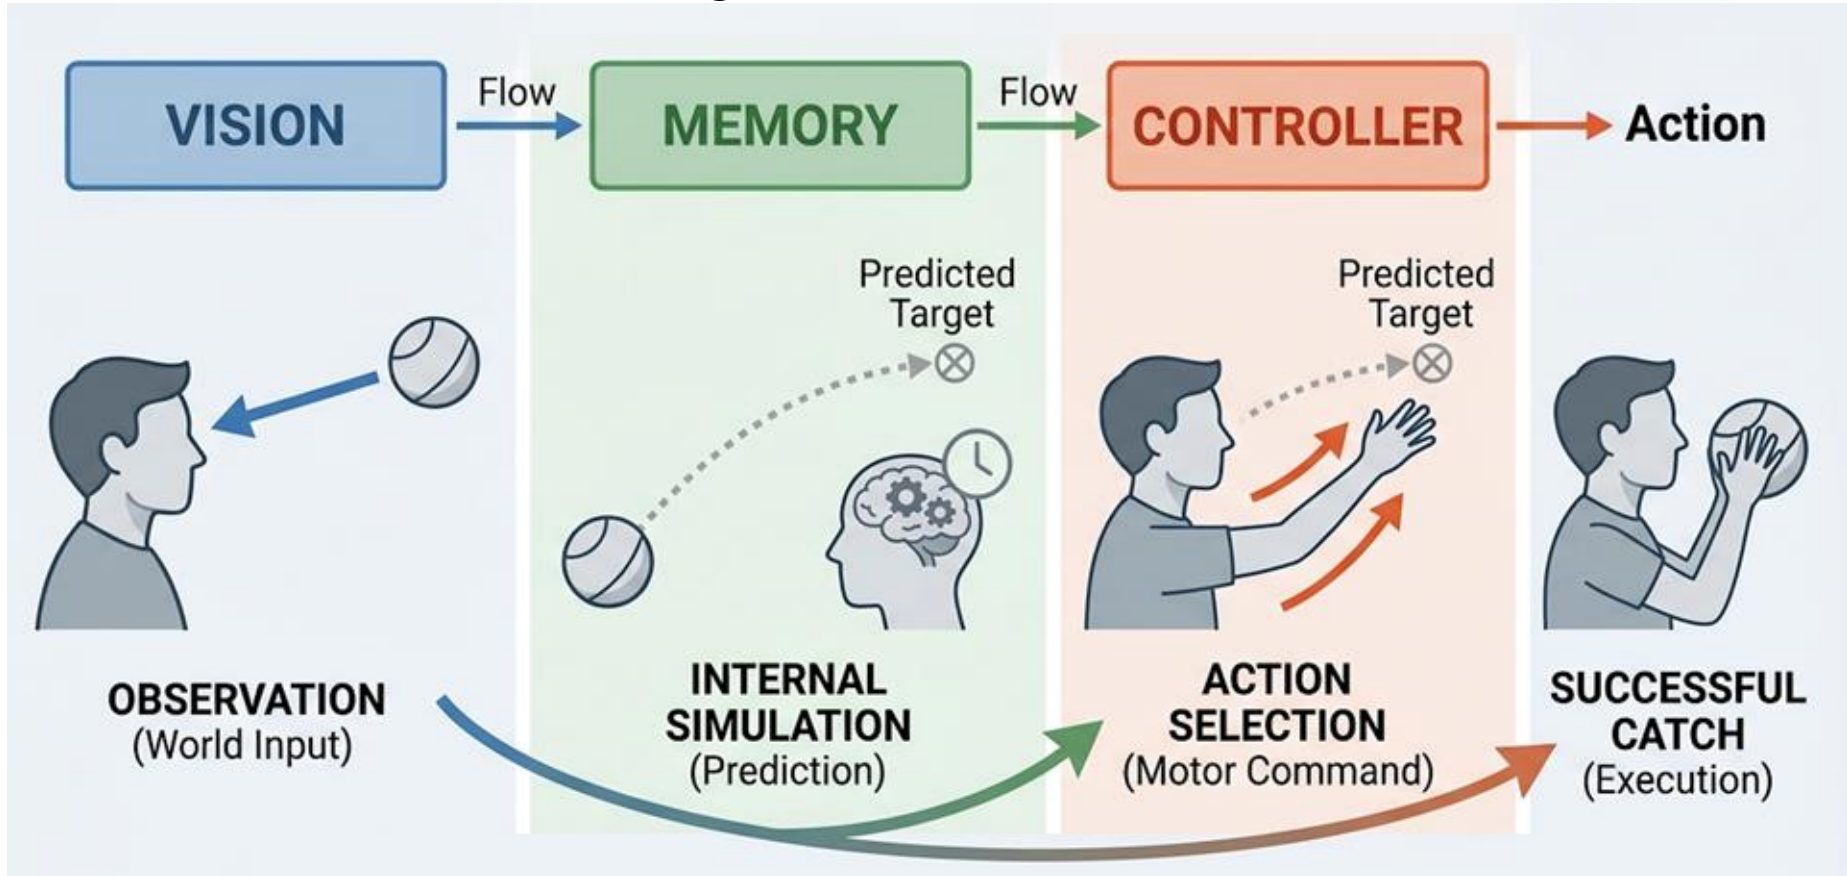 VISION
Flow
MEMORY
Flow
CONTROLLER
Action
Predicted
Target
Predicted
Target
OBSERVATION
(World Input)
INTERNAL
SIMULATION
(Prediction)
ACTION
SELECTION
(Motor Command)
SUCCESSFUL
CATCH
(Execution)